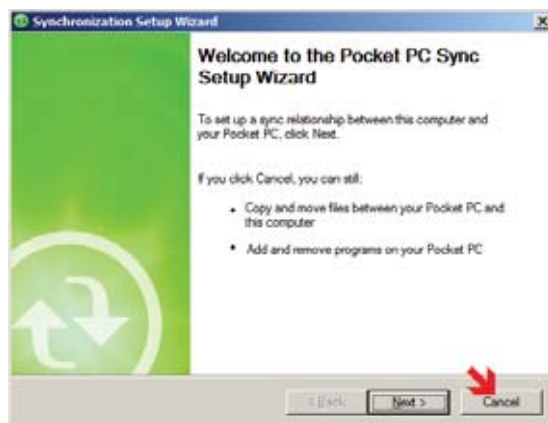 Synchronization Setup Wizard
Welcome to the Pocket PC Sync
Setup Wizard
To set up a sync relationship between this computer and
your Pocket PC, click Next.
If you click Cancel, you can still:
• Copy and move files between your Pocket PC and
this computer
• Add and remove programs on your Pocket PC
< Back
Next >
Cancel